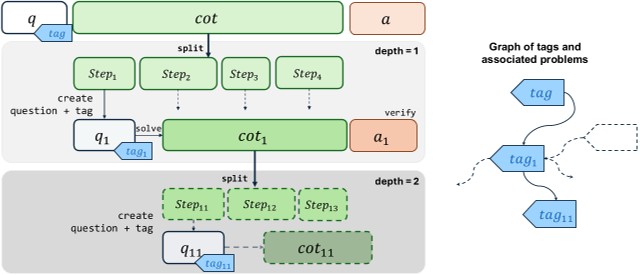 q
tag
cot
a
split
depth = 1
Step₁
Step₂
Step₃
Step₄
create
question + tag
q₁
tag₁
solve
cot₁
verify
a₁
split
depth = 2
Step₁₁
Step₁₂
Step₁₃
create
question + tag
q₁₁
tag₁₁
cot₁₁
Graph of tags and
associated problems
tag
tag₁
tag₁₁